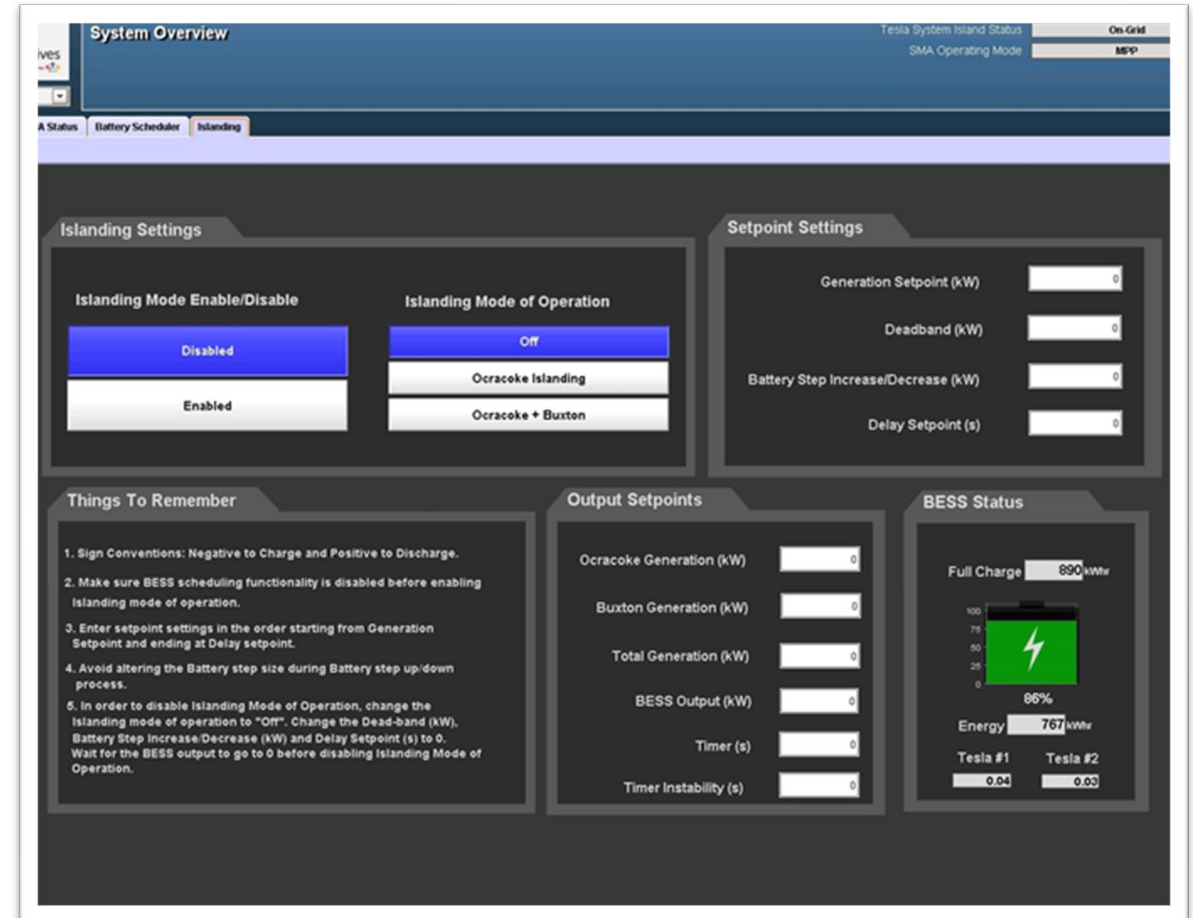 System Overview
Tesla System Island Status On-Grid
ives
SMA Operating Mode MPP
A Status Battery Scheduler Islanding
Islanding Settings
Islanding Mode Enable/Disable
Disabled
Enabled
Islanding Mode of Operation
Off
Ocracoke Islanding
Ocracoke + Buxton
Setpoint Settings
Generation Setpoint (kW) 0
Deadband (kW) 0
Battery Step Increase/Decrease (kW) 0
Delay Setpoint (s) 0
Things To Remember
1. Sign Conventions: Negative to Charge and Positive to Discharge.
2. Make sure BESS scheduling functionality is disabled before enabling
Islanding mode of operation.
3. Enter setpoint settings in the order starting from Generation
Setpoint and ending at Delay setpoint.
4. Avoid altering the Battery step size during Battery step up/down
process.
5. In order to disable Islanding Mode of Operation, change the
Islanding mode of operation to "Off". Change the Dead-band (kW),
Battery Step Increase/Decrease (kW) and Delay Setpoint (s) to 0.
Wait for the BESS output to go to 0 before disabling Islanding Mode of
Operation.
Output Setpoints
Ocracoke Generation (kW) 0
Buxton Generation (kW) 0
Total Generation (kW) 0
BESS Output (kW) 0
Timer (s) 0
Timer Instability (s) 0
BESS Status
Full Charge 890 kWhr
100
75
50
25
0
86%
Energy 767 kWhr
Tesla #1 Tesla #2
0.04 0.03